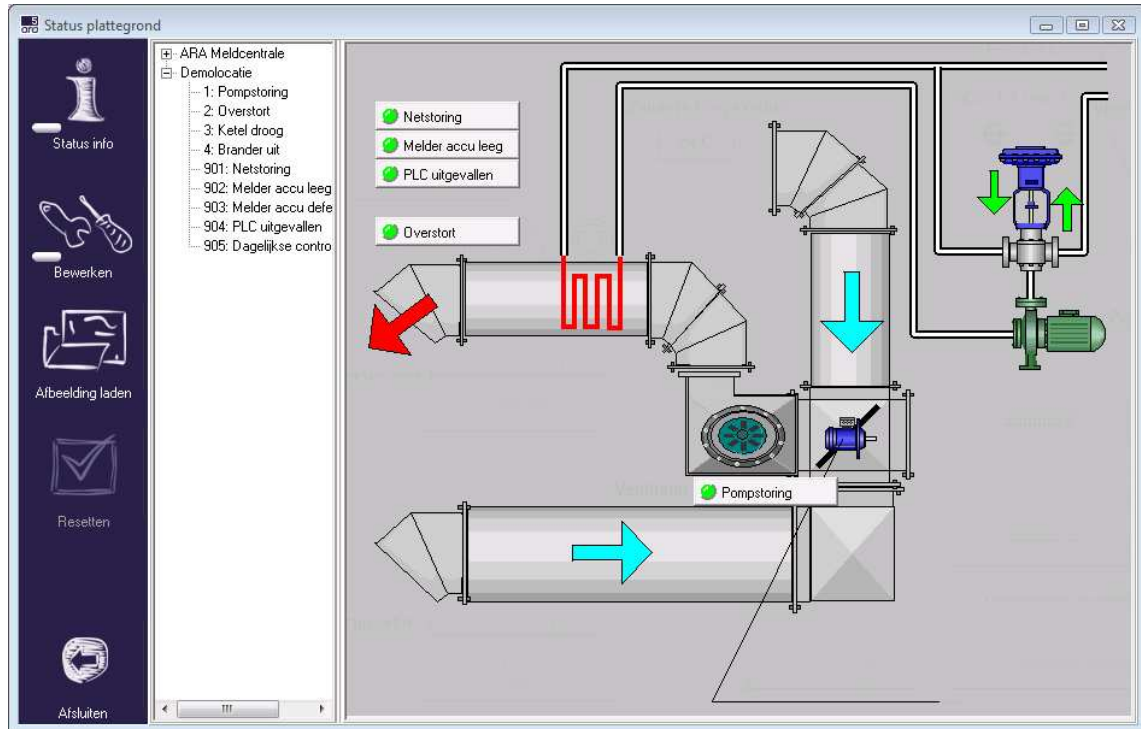 Status plattegrond
Status info
Bewerken
Afbeelding laden
Resetten
Afsluiten
ARA Meldcentrale
Demolocatie
1: Pompstoring
2: Overstort
3: Ketel droog
4: Brander uit
901: Netstoring
902: Melder accu leeg
903: Melder accu defe
904: PLC uitgevallen
905: Dagelijkse contro
Netstoring
Melder accu leeg
PLC uitgevallen
Overstort
Pompstoring